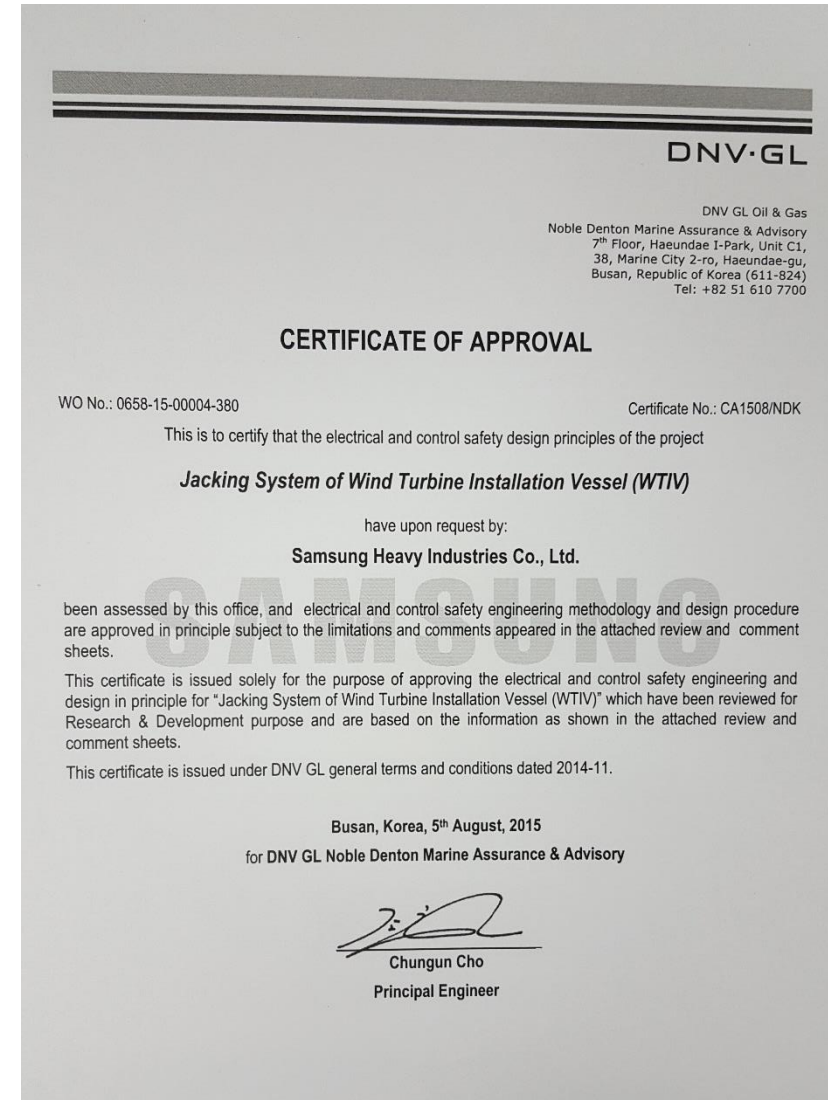 DNV·GL
DNV GL Oil & Gas
Noble Denton Marine Assurance & Advisory
7th Floor, Haeundae I-Park, Unit C1,
38, Marine City 2-ro, Haeundae-gu,
Busan, Republic of Korea (611-824)
Tel: +82 51 610 7700
CERTIFICATE OF APPROVAL
WO No.: 0658-15-00004-380
Certificate No.: CA1508/NDK
This is to certify that the electrical and control safety design principles of the project
Jacking System of Wind Turbine Installation Vessel (WTIV)
have upon request by:
Samsung Heavy Industries Co., Ltd.
SAMSUNG
been assessed by this office, and electrical and control safety engineering methodology and design procedure
are approved in principle subject to the limitations and comments appeared in the attached review and comment
sheets.
This certificate is issued solely for the purpose of approving the electrical and control safety engineering and
design in principle for “Jacking System of Wind Turbine Installation Vessel (WTIV)” which have been reviewed for
Research & Development purpose and are based on the information as shown in the attached review and
comment sheets.
This certificate is issued under DNV GL general terms and conditions dated 2014-11.
Busan, Korea, 5th August, 2015
for DNV GL Noble Denton Marine Assurance & Advisory
Chungun Cho
Principal Engineer